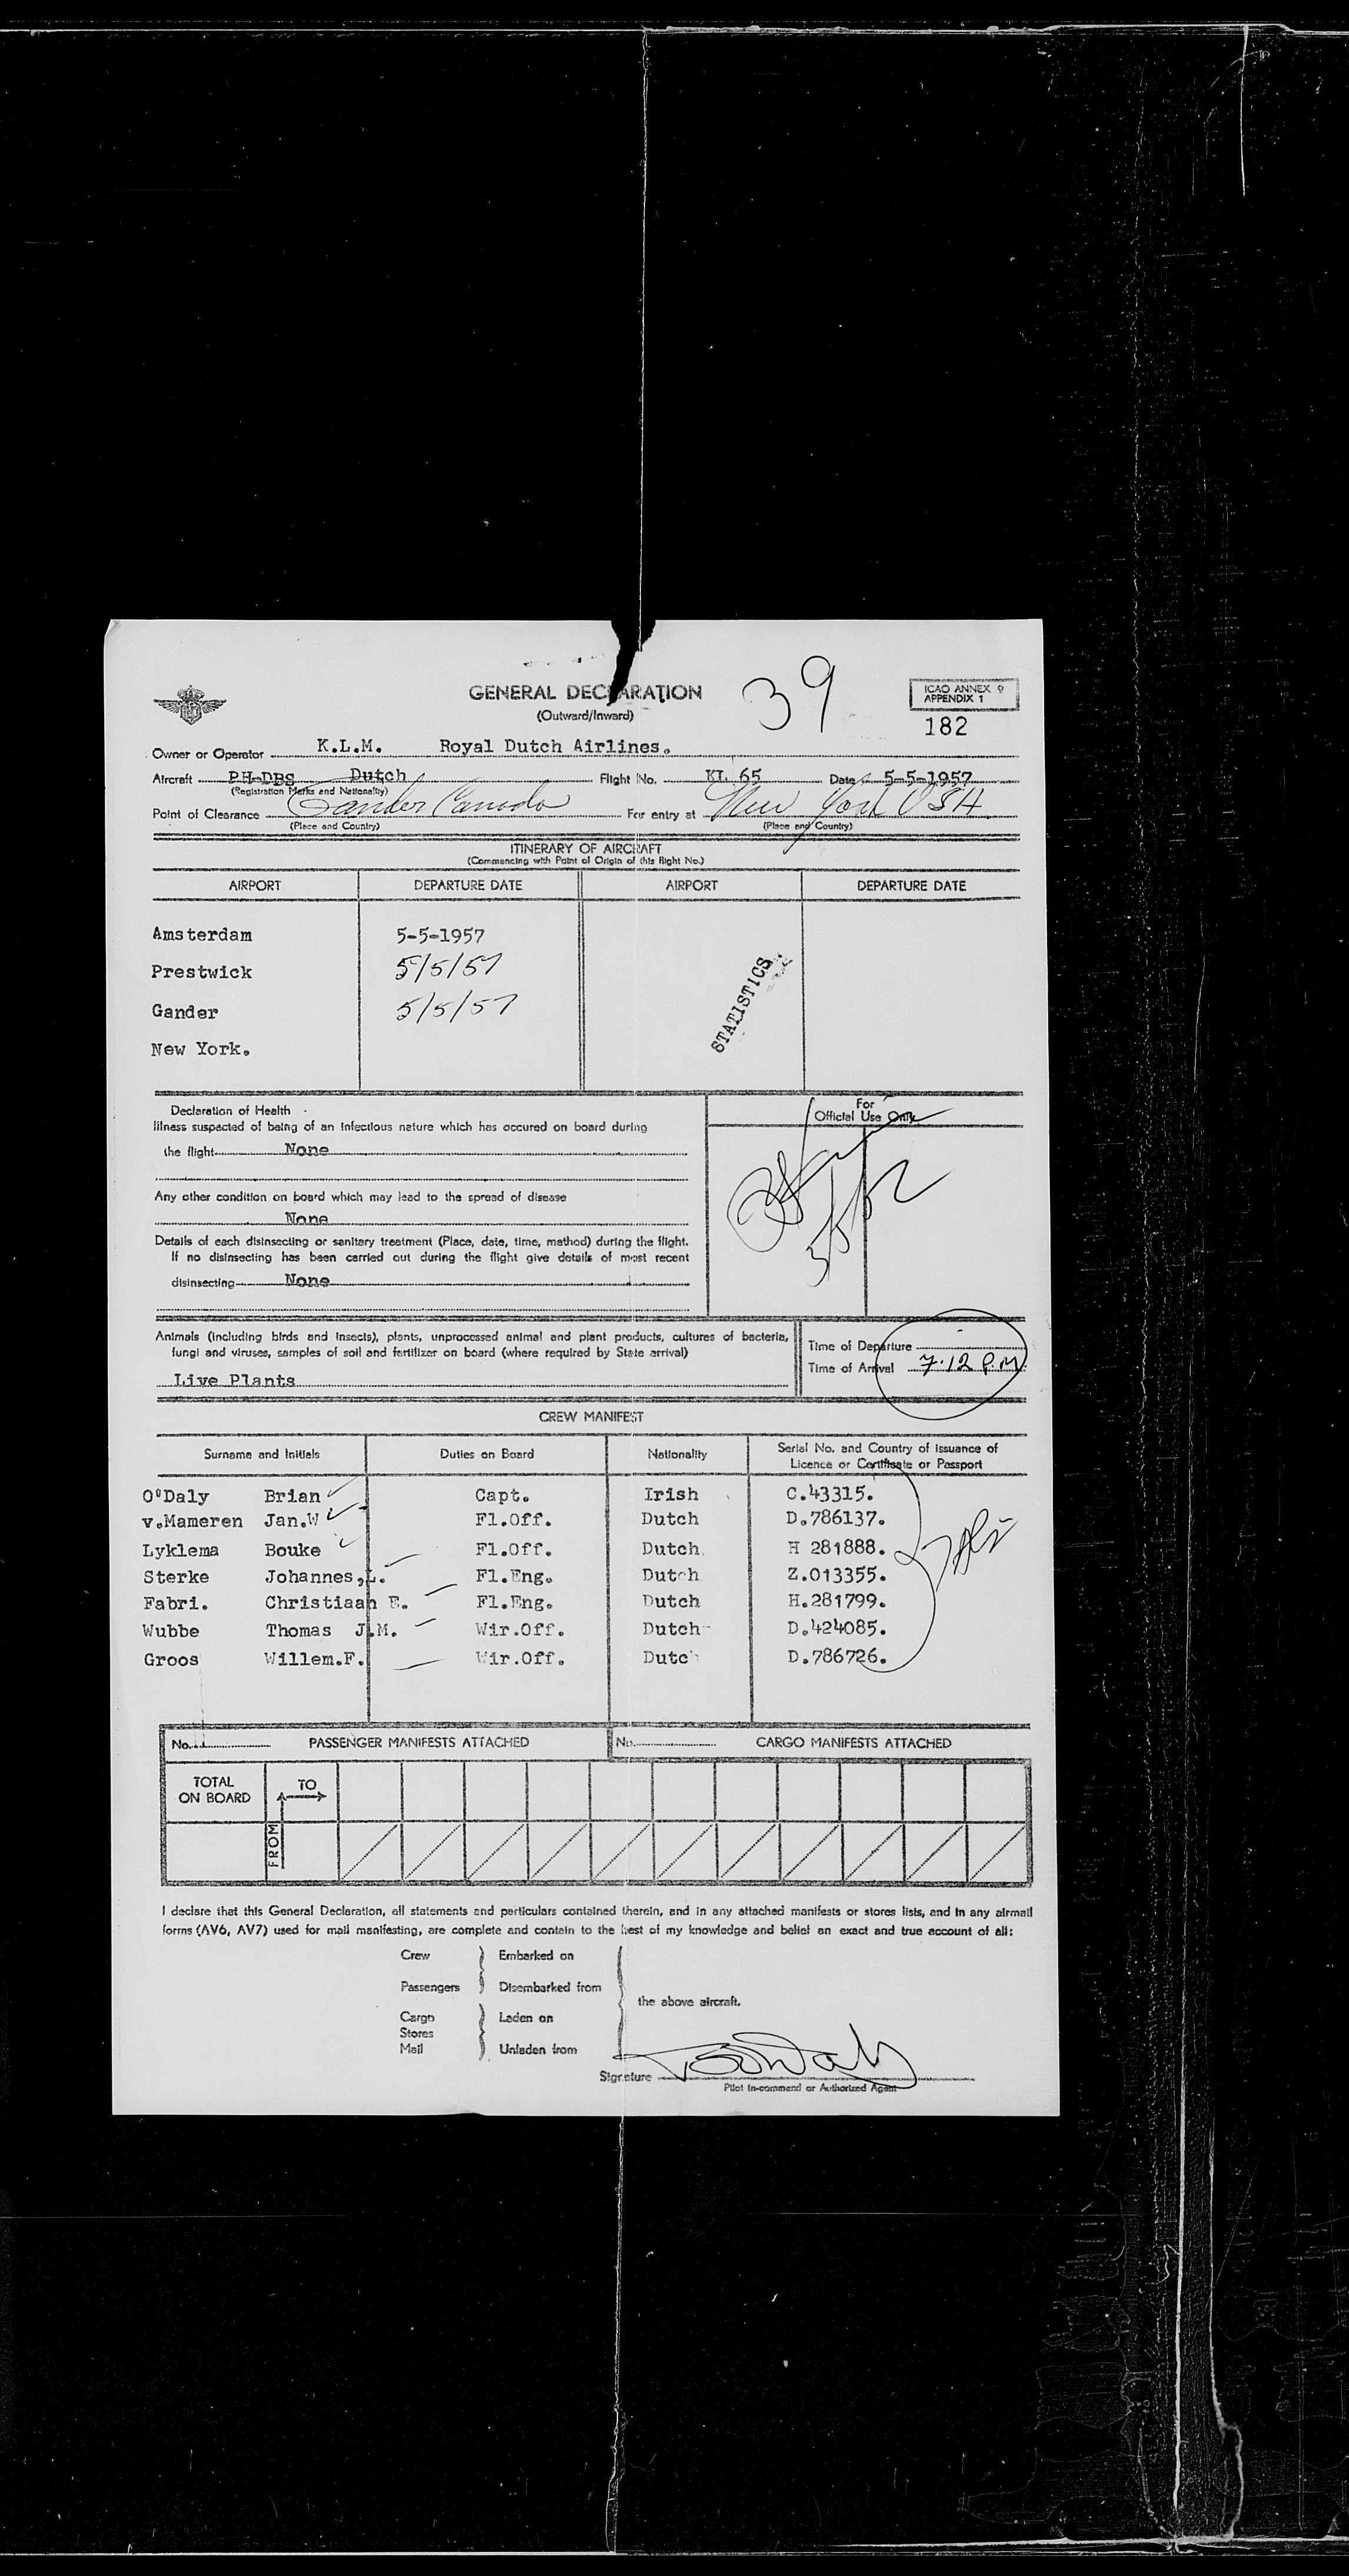 GENERAL DECLARATION
39
ICAO ANNEX 9
APPENDIX 1
(Outward/Inward)
182
Owner or Operator K.L.M. Royal Dutch Airlines.
Aircraft PH-DBS Dutch Flight No. KL 65 Date 5-5-1957
(Registration Marks and Nationality)
Point of Clearance Gander Canada For entry at New York USA
(Place and Country) (Place and Country)
ITINERARY OF AIRCRAFT
(Commencing with Point of Origin of this flight No.)
AIRPORT DEPARTURE DATE AIRPORT DEPARTURE DATE
Amsterdam 5-5-1957
Prestwick 5/5/57
Gander 5/5/57
New York.
STATISTICS
Declaration of Health
For
Official Use Only
Illness suspected of being of an infectious nature which has occured on board during
the flight None
Any other condition on board which may lead to the spread of disease
None
Details of each disinsecting or sanitary treatment (Place, date, time, method) during the flight.
If no disinsecting has been carried out during the flight give details of most recent
disinsecting None
Animals (including birds and insects), plants, unprocessed animal and plant products, cultures of bacteria,
fungi and viruses, samples of soil and fertilizer on board (where required by State arrival)
Live Plants
Time of Departure
Time of Arrival 7.12 P.M
CREW MANIFEST
Surname and Initials Duties on Board Nationality Serial No. and Country of Issuance of
Licence or Certificate or Passport
O'Daly Brian Capt. Irish C.43315.
v.Mameren Jan.W Fl.Off. Dutch D.786137.
Lyklema Bouke Fl.Off. Dutch H 281888.
Sterke Johannes,L. Fl.Eng. Dutch Z.013355.
Fabri. Christiaan E. Fl.Eng. Dutch H.281799.
Wubbe Thomas J.M. Wir.Off. Dutch D.424085.
Groos Willem.F. Wir.Off. Dutch D.786726.
No. PASSENGER MANIFESTS ATTACHED No. CARGO MANIFESTS ATTACHED
TOTAL
ON BOARD
TO
FROM
I declare that this General Declaration, all statements and particulars contained therein, and in any attached manifests or stores lists, and in any airmail
forms (AV6, AV7) used for mail manifesting, are complete and contain to the best of my knowledge and belief an exact and true account of all:
Crew Embarked on
Passengers Disembarked from
the above aircraft.
Cargo Laden on
Stores
Mail Unladen from
Signature
Pilot in-command or Authorized Agent